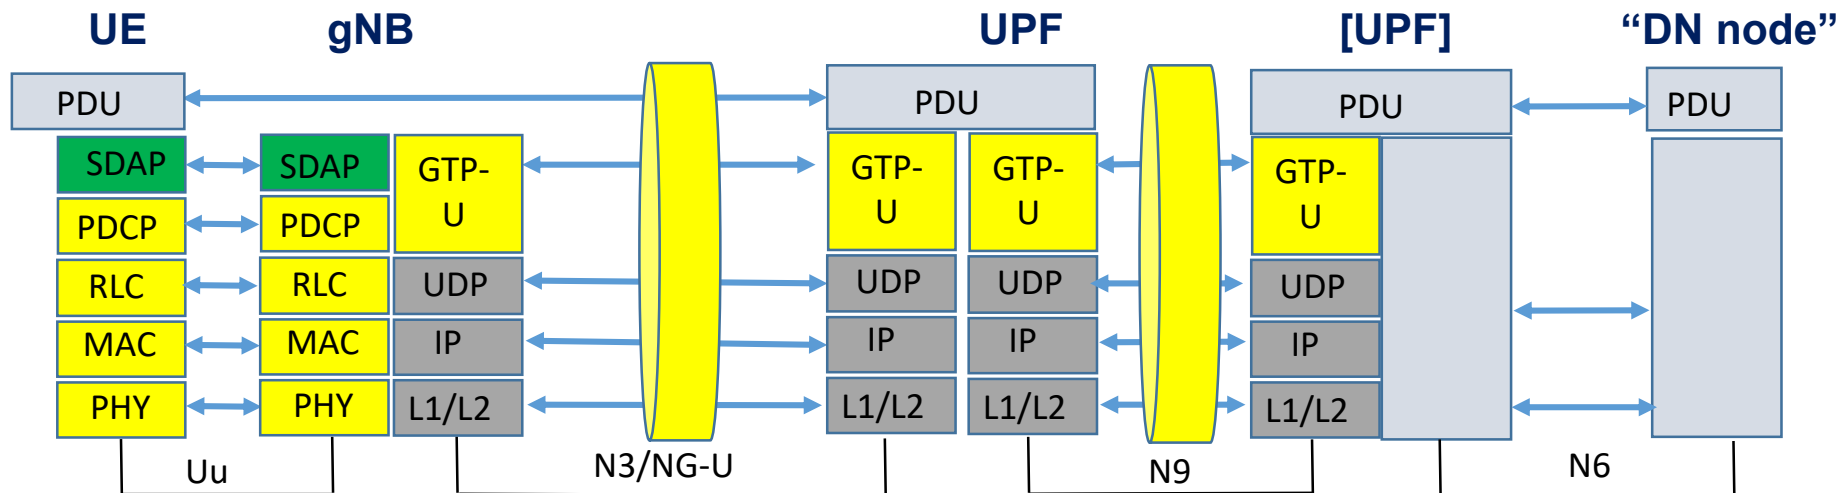 UE gNB UPF [UPF] “DN node”
PDU PDU PDU PDU
SDAP SDAP GTP- GTP- GTP- GTP-
U U U U
PDCP PDCP
RLC RLC UDP UDP UDP UDP
MAC MAC IP IP IP IP
PHY PHY L1/L2 L1/L2 L1/L2 L1/L2
Uu N3/NG-U N9 N6